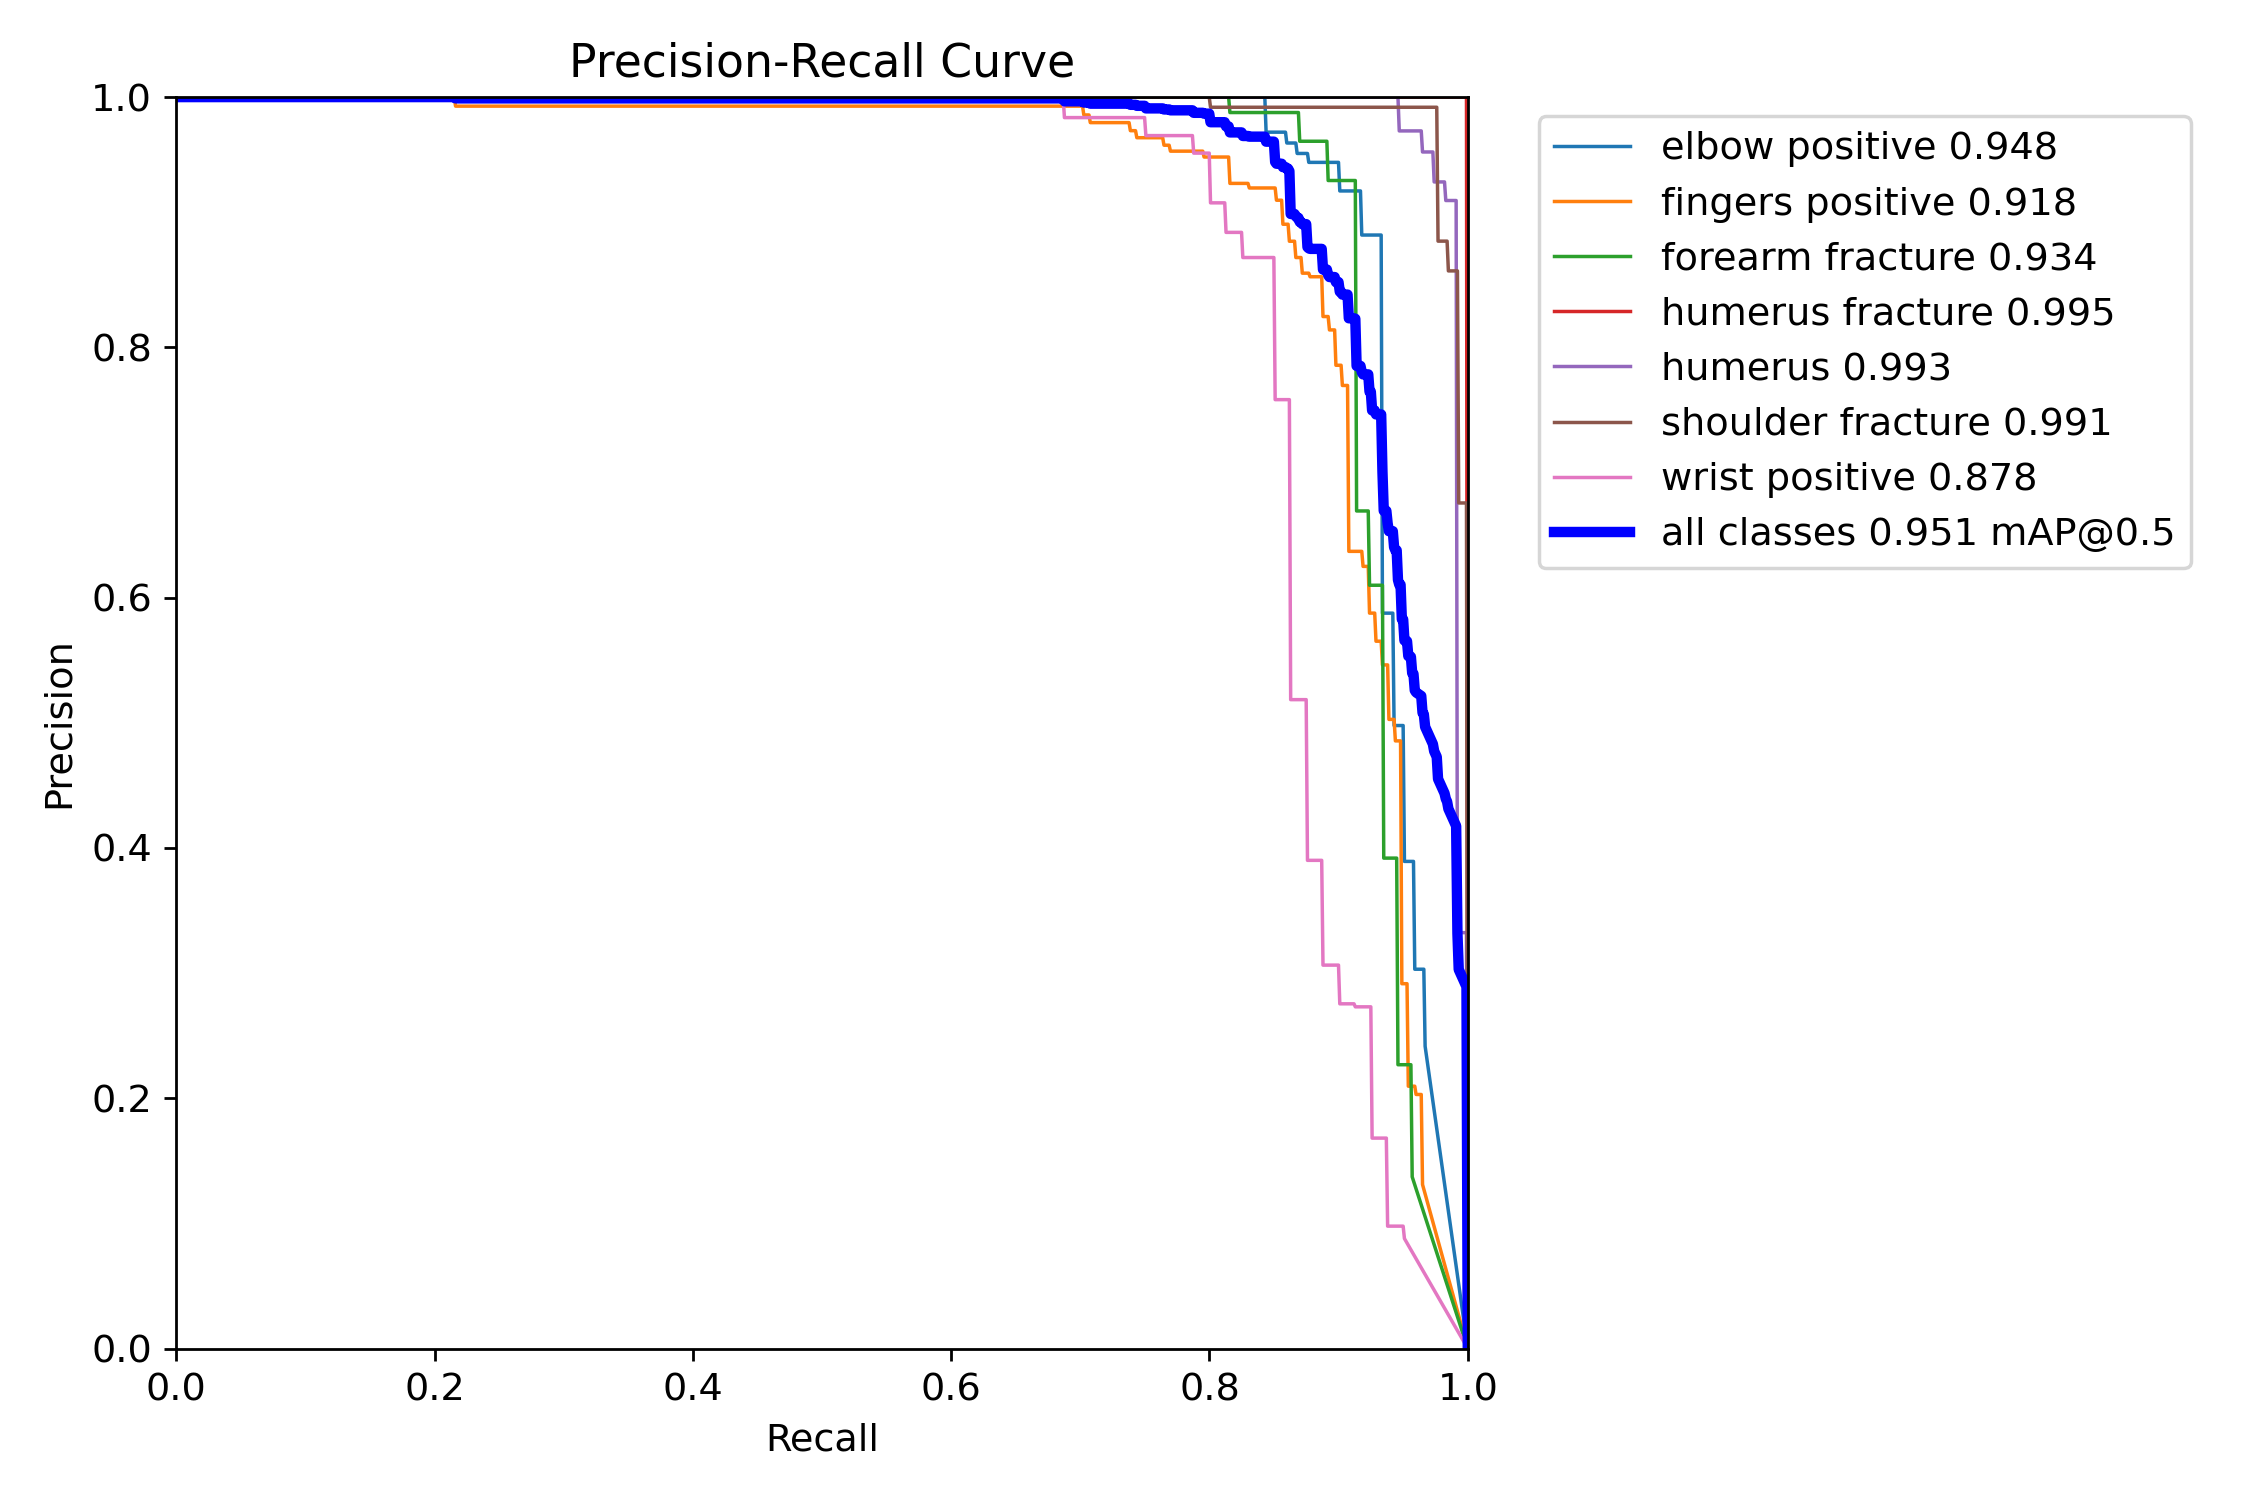 Precision-Recall Curve
1.0
0.8
0.6
0.4
0.2
0.0
Precision
0.0 0.2 0.4 0.6 0.8 1.0
Recall
elbow positive 0.948
fingers positive 0.918
forearm fracture 0.934
humerus fracture 0.995
humerus 0.993
shoulder fracture 0.991
wrist positive 0.878
all classes 0.951 mAP@0.5